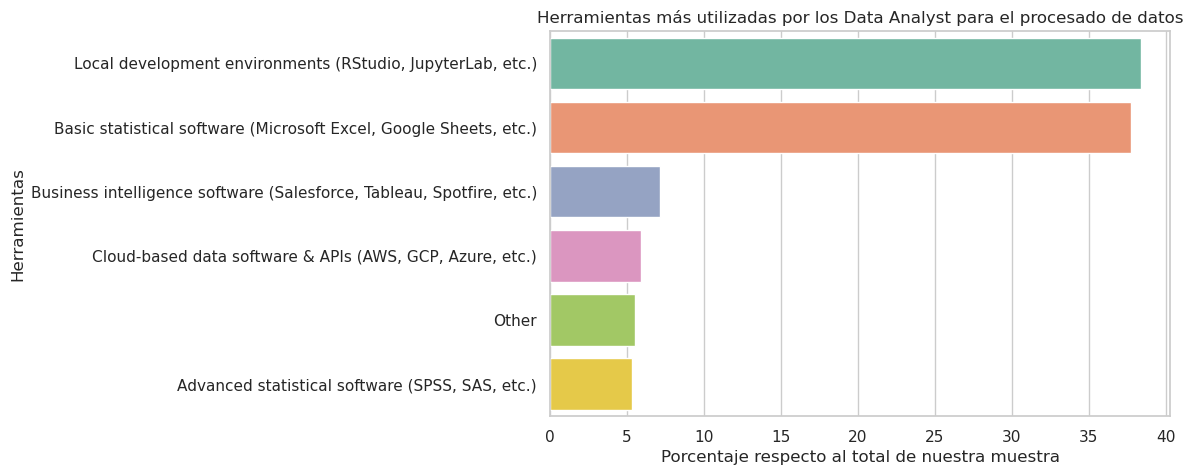 Herramientas más utilizadas por los Data Analyst para el procesado de datos
Herramientas
Local development environments (RStudio, JupyterLab, etc.)
Basic statistical software (Microsoft Excel, Google Sheets, etc.)
Business intelligence software (Salesforce, Tableau, Spotfire, etc.)
Cloud-based data software & APIs (AWS, GCP, Azure, etc.)
Other
Advanced statistical software (SPSS, SAS, etc.)
0 5 10 15 20 25 30 35 40
Porcentaje respecto al total de nuestra muestra